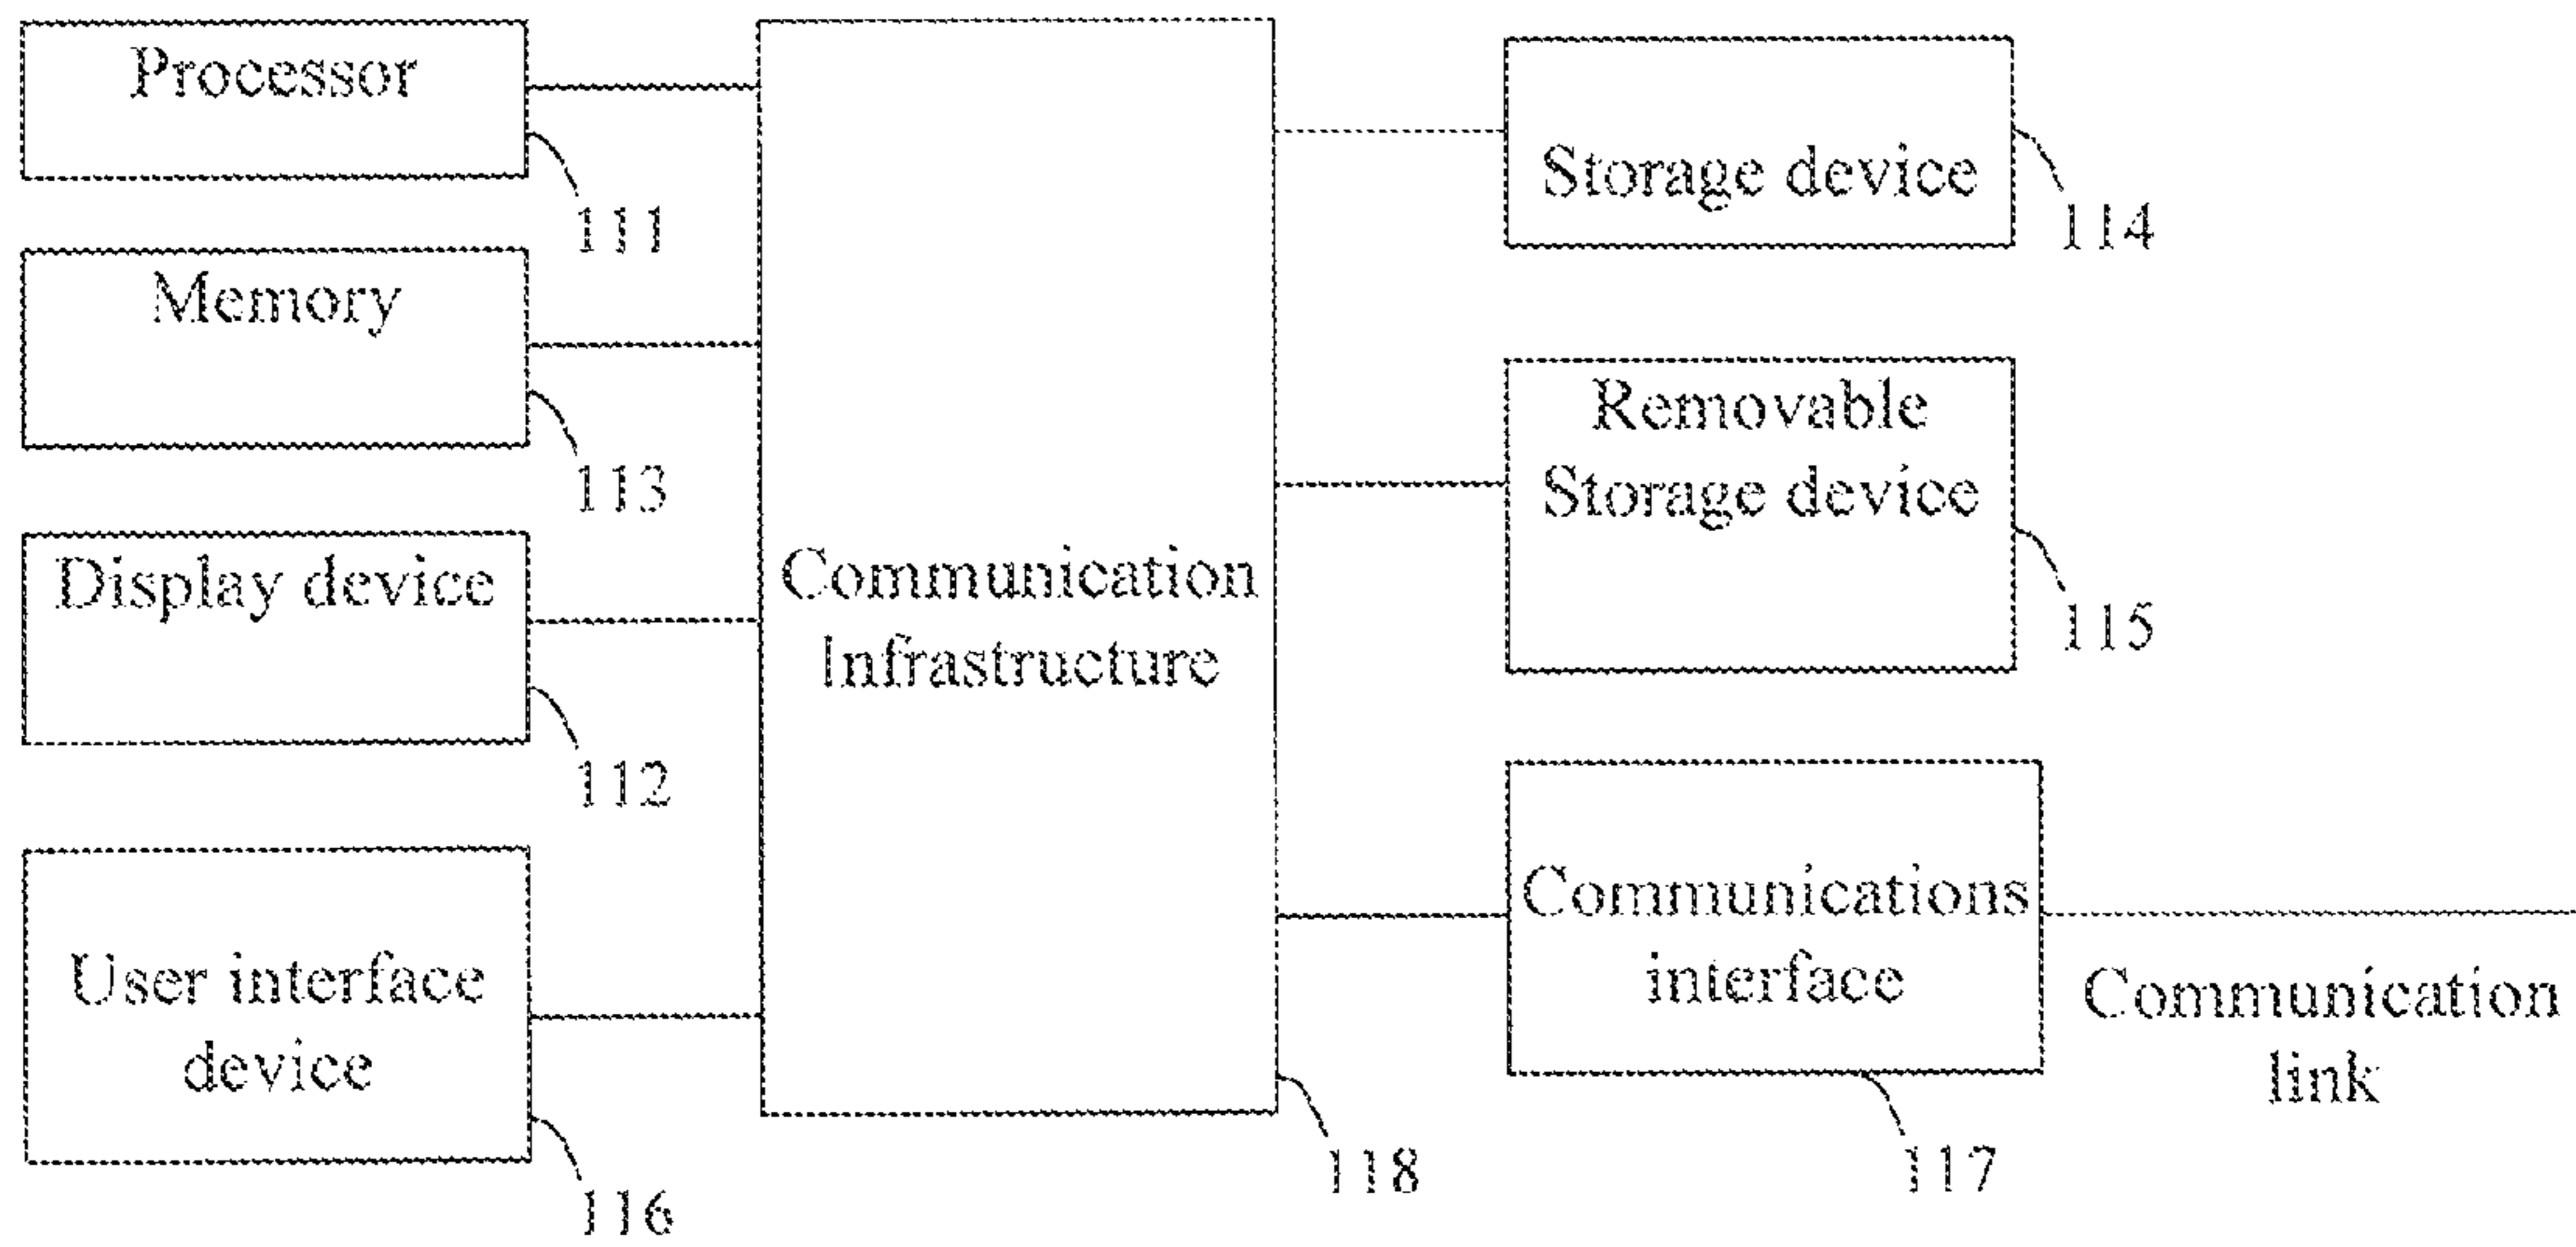 Processor
111
Memory
113
Display device
112
User interface
device
116
Communication
Infrastructure
118
Storage device
114
Removable
Storage device
115
Communications
interface
117
Communication
link